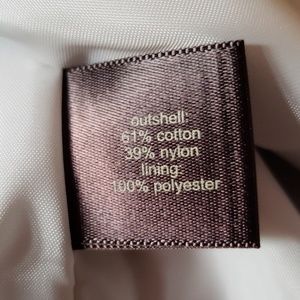 outshell:
61% cotton
39% nylon
lining:
100% polyester